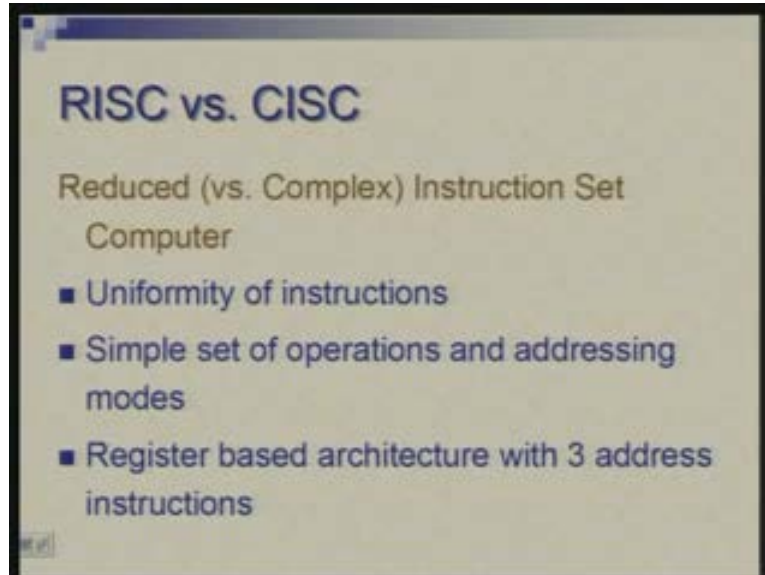 RISC vs. CISC
Reduced (vs. Complex) Instruction Set
Computer
■ Uniformity of instructions
■ Simple set of operations and addressing
modes
■ Register based architecture with 3 address
instructions